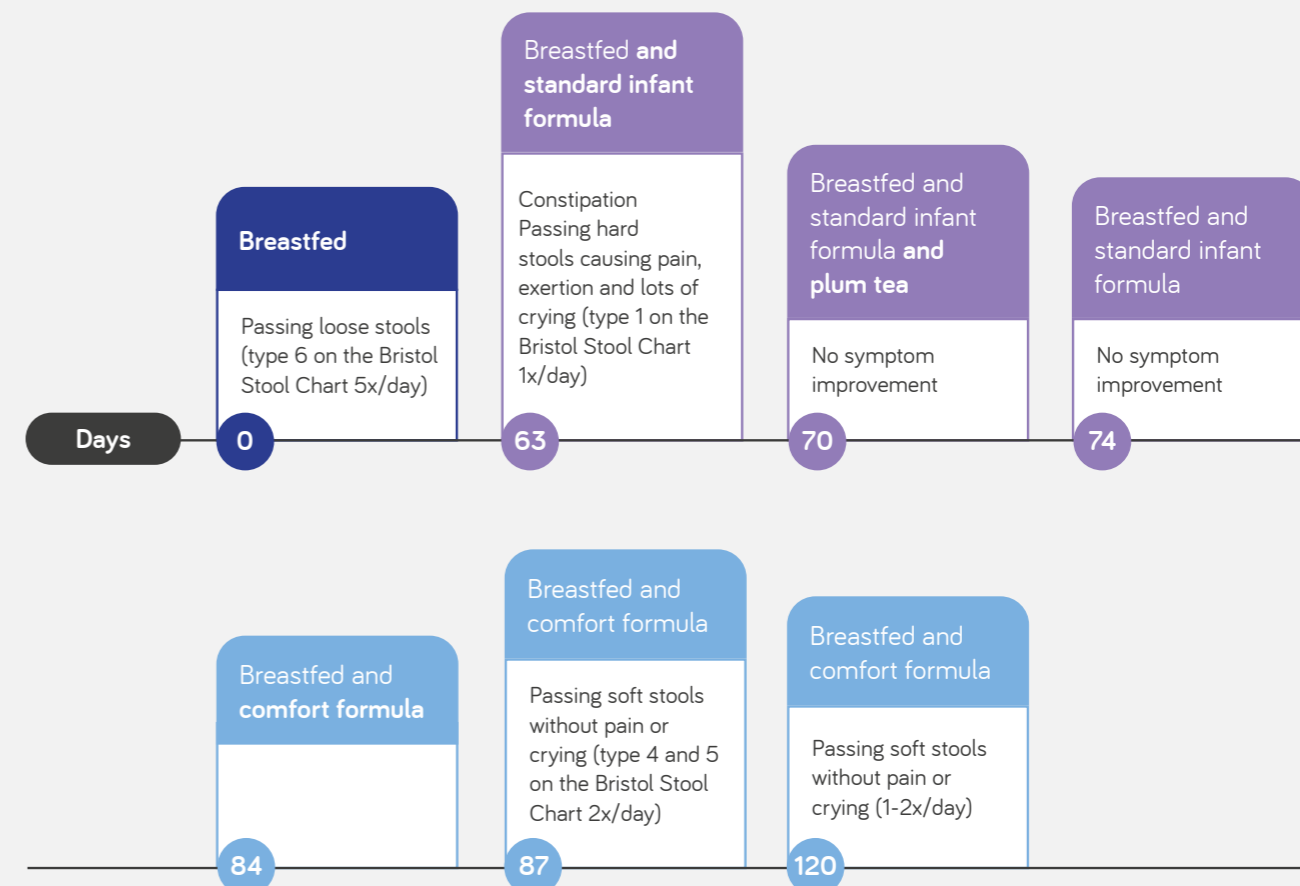 Breastfed
Passing loose stools
(type 6 on the Bristol
Stool Chart 5x/day)
Breastfed and
standard infant
formula
Constipation
Passing hard
stools causing pain,
exertion and lots of
crying (type 1 on the
Bristol Stool Chart
1x/day)
Breastfed and
standard infant
formula and
plum tea
No symptom
improvement
Breastfed and
standard infant
formula
No symptom
improvement
Days
0
63
70
74
Breastfed and
comfort formula
Breastfed and
comfort formula
Passing soft stools
without pain or
crying (type 4 and 5
on the Bristol Stool
Chart 2x/day)
Breastfed and
comfort formula
Passing soft stools
without pain or
crying (1-2x/day)
84
87
120